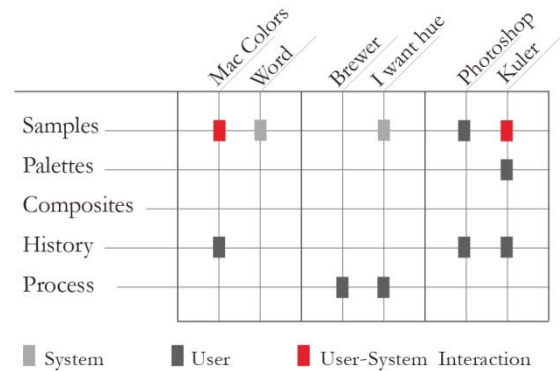 Mac Colors
Word
Brewer
I want hue
Photoshop
Kuler
Samples
Palettes
Composites
History
Process
System User User-System Interaction